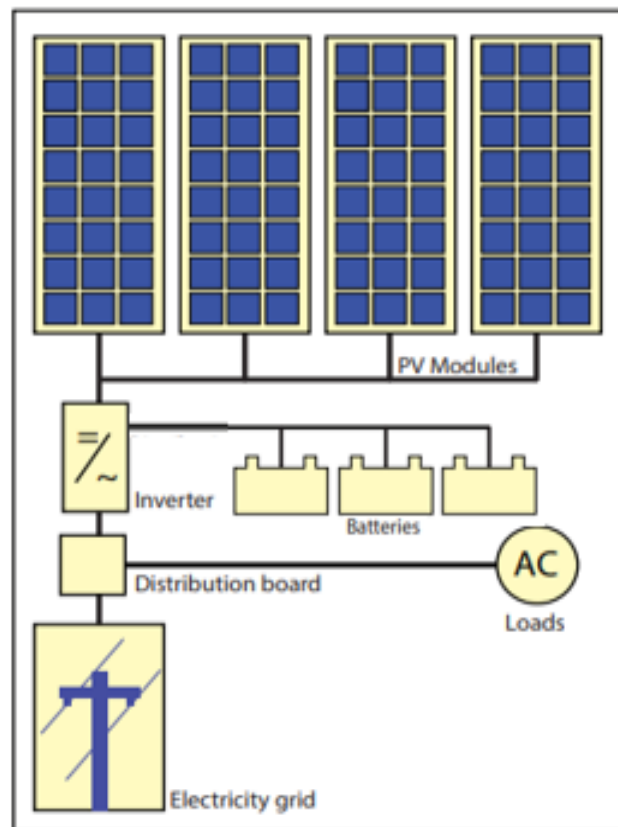 PV Modules
=
~
Inverter
Batteries
Distribution board
AC
Loads
Electricity grid